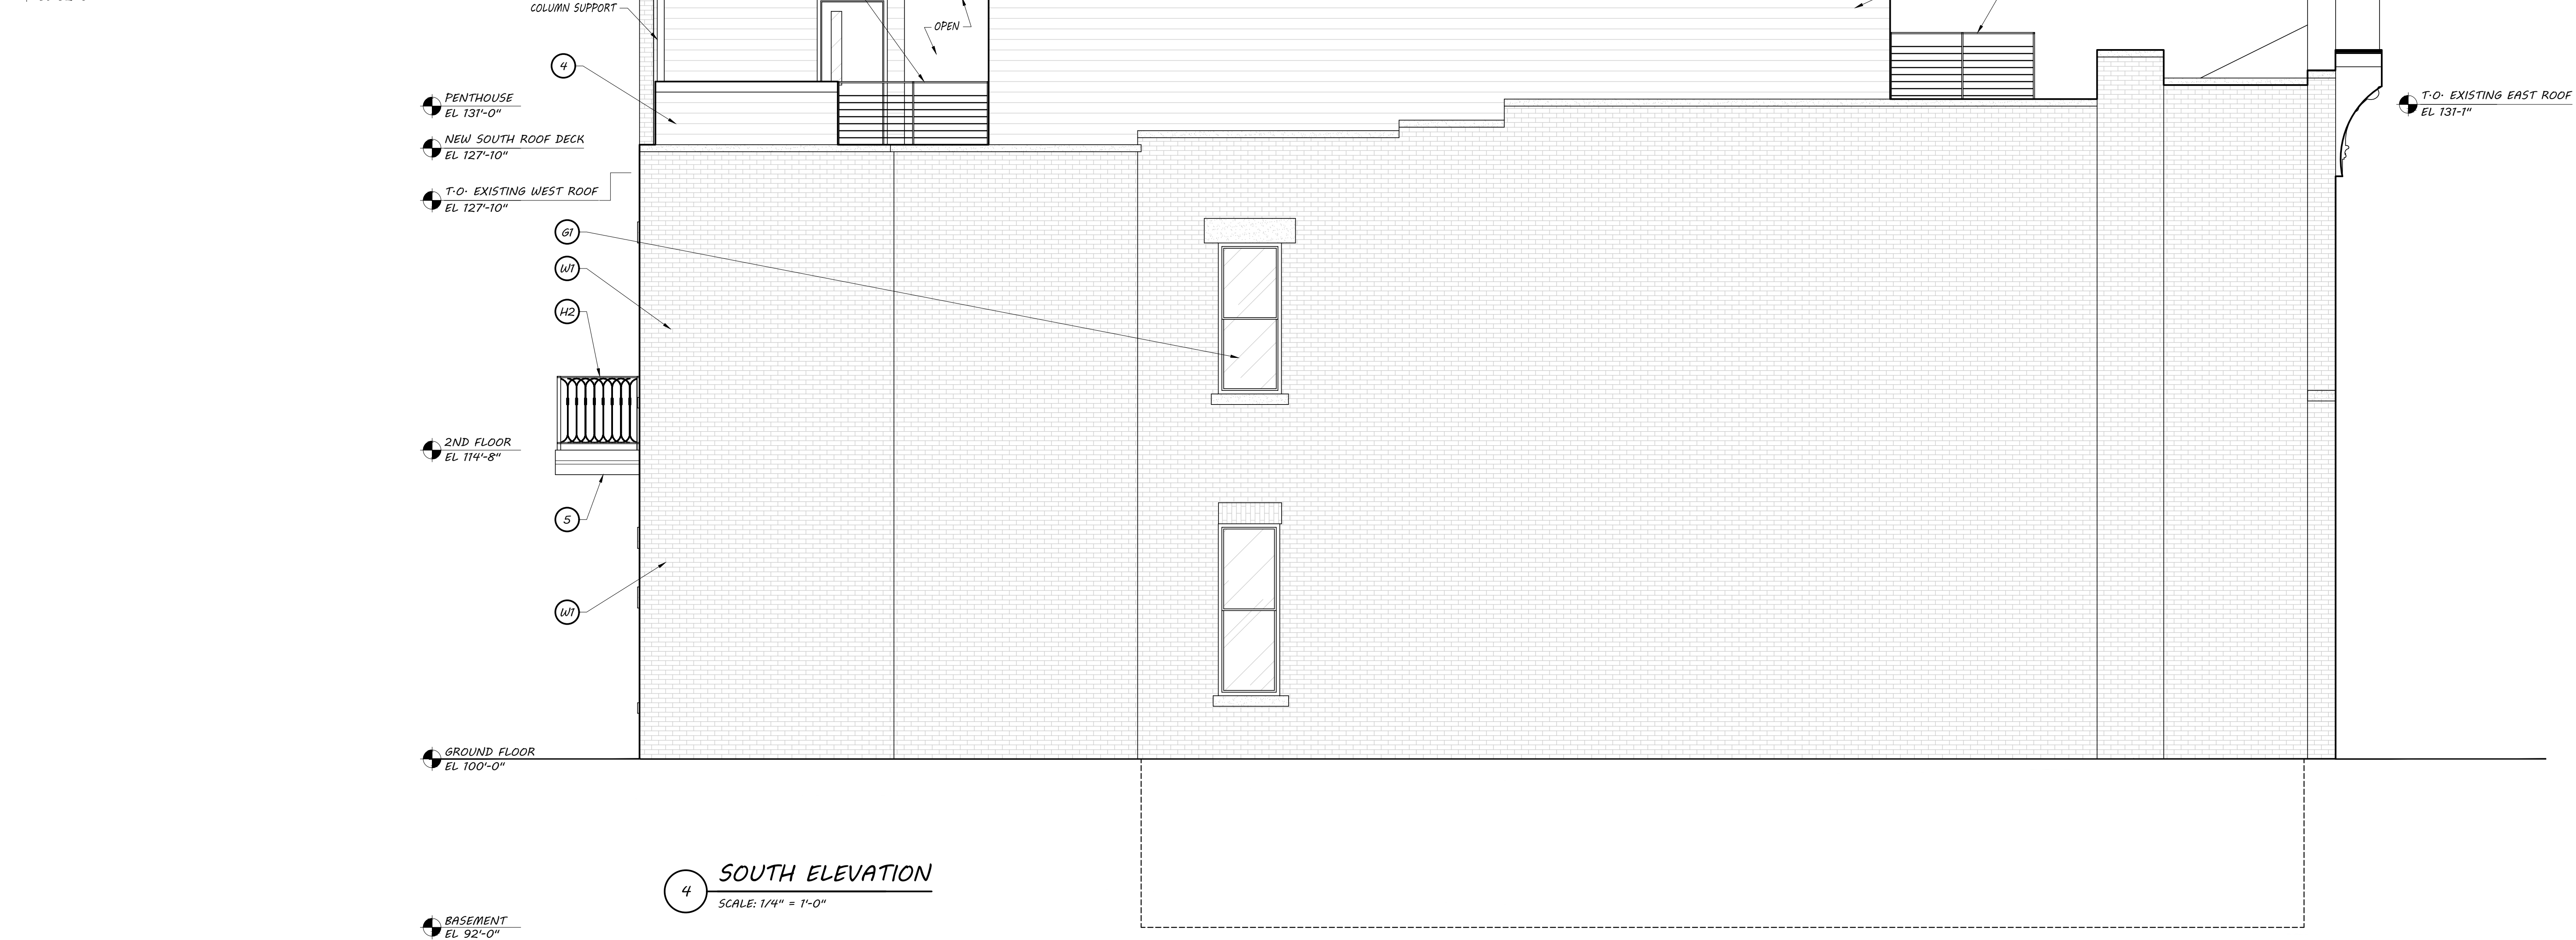 COLUMN SUPPORT
OPEN
4
PENTHOUSE
EL 131'-0"
T.O. EXISTING EAST ROOF
EL 131'-1"
NEW SOUTH ROOF DECK
EL 127'-10"
T.O. EXISTING WEST ROOF
EL 127'-10"
G1
W1
H2
2ND FLOOR
EL 114'-8"
5
W1
GROUND FLOOR
EL 100'-0"
4
SOUTH ELEVATION
SCALE: 1/4" = 1'-0"
BASEMENT
EL 92'-0"